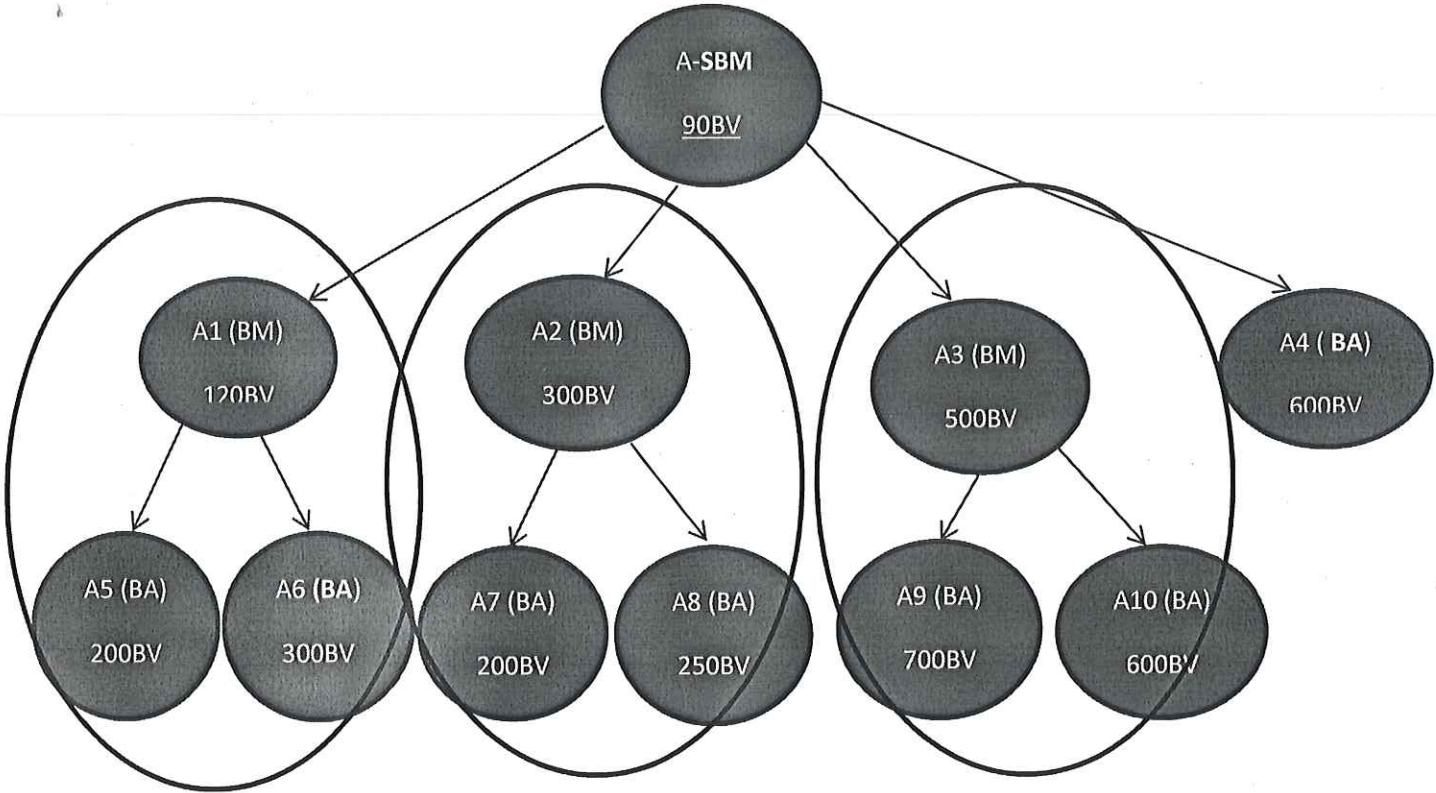 A-SBM
90BV
A1 (BM)
120BV
A2 (BM)
300BV
A3 (BM)
500BV
A4 ( BA)
600BV
A5 (BA)
200BV
A6 (BA)
300BV
A7 (BA)
200BV
A8 (BA)
250BV
A9 (BA)
700BV
A10 (BA)
600BV